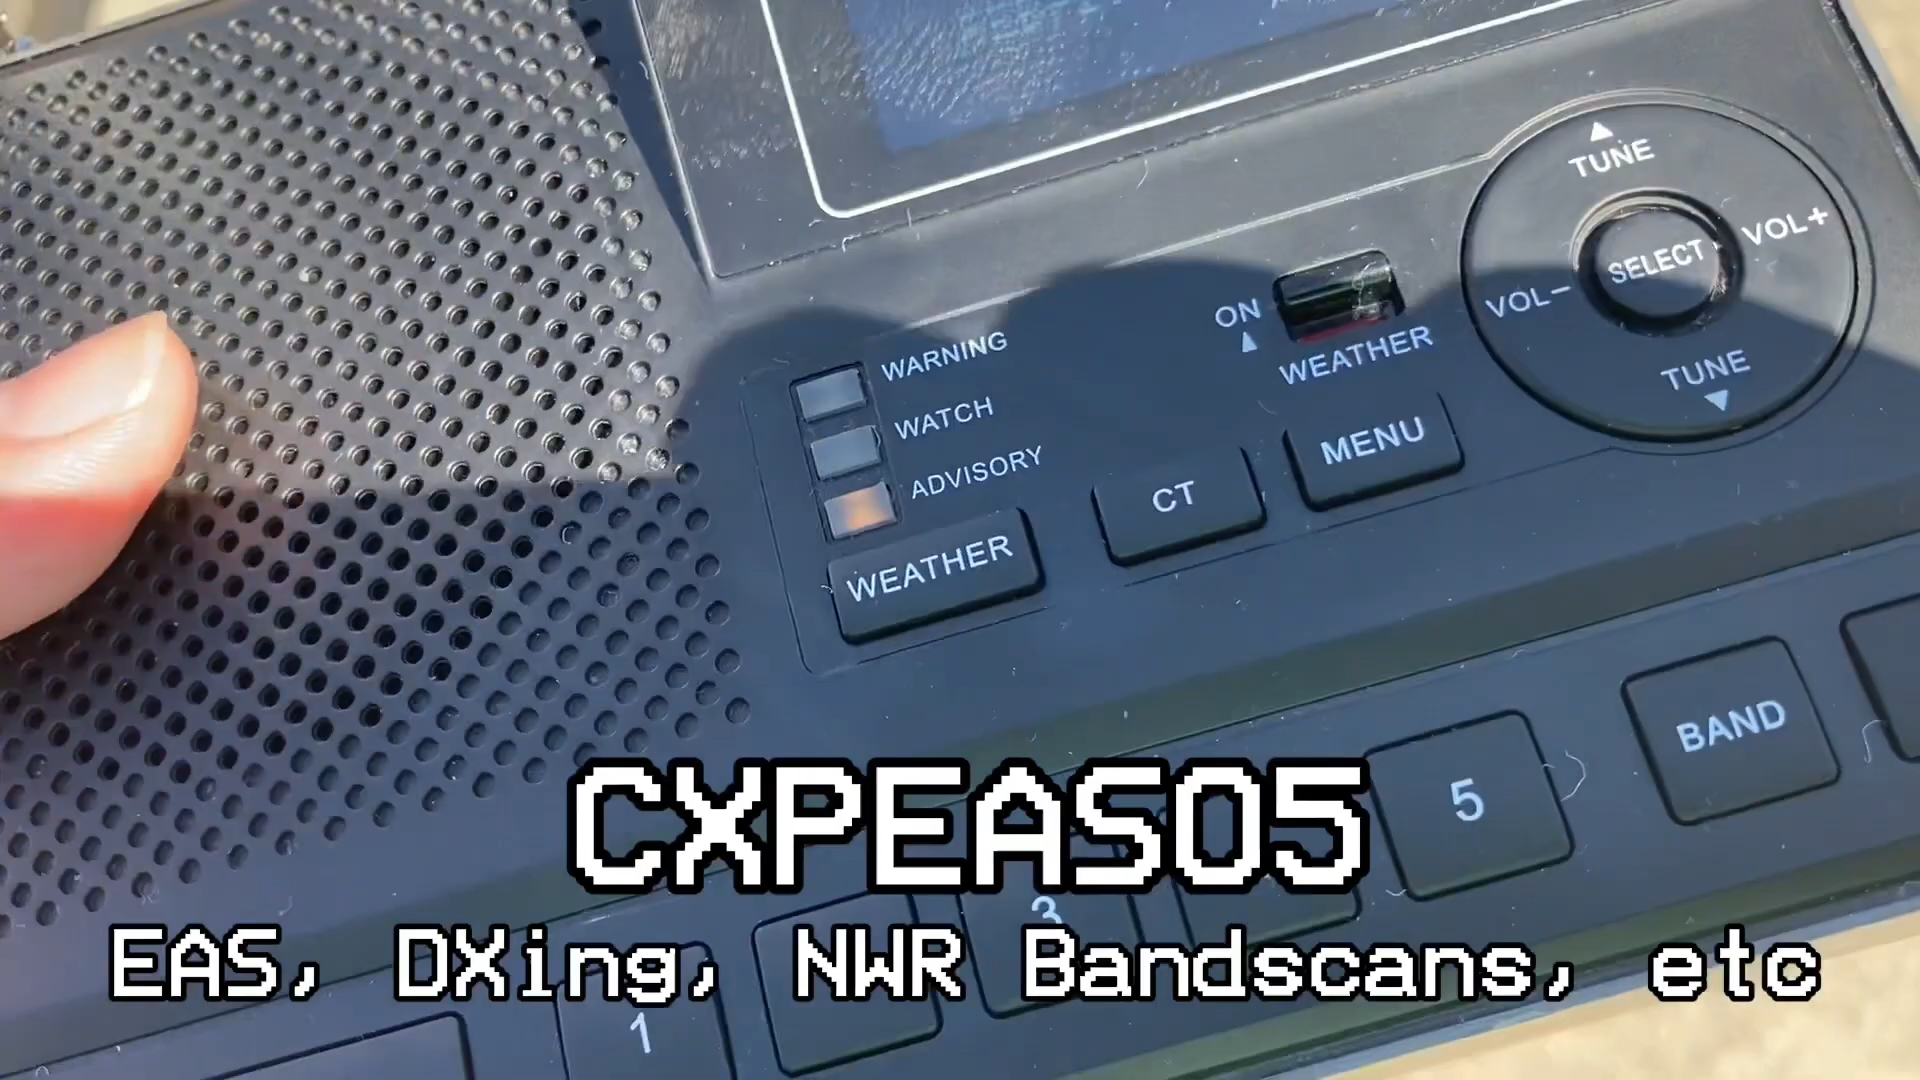 TUNE
VOL+
SELECT
VOL-
TUNE
ON
WEATHER
WARNING
WATCH
ADVISORY
MENU
CT
WEATHER
BAND
5
CXPEAS05
3
EAS, DXing, NWR Bandscans, etc
1